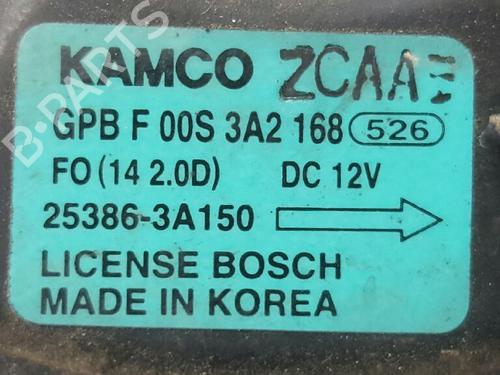 KAMCO ZCAA
GPB F 00S 3A2 168 526
FO (14 2.0D) DC 12V
25386-3A150
LICENSE BOSCH
MADE IN KOREA
B-PARTS